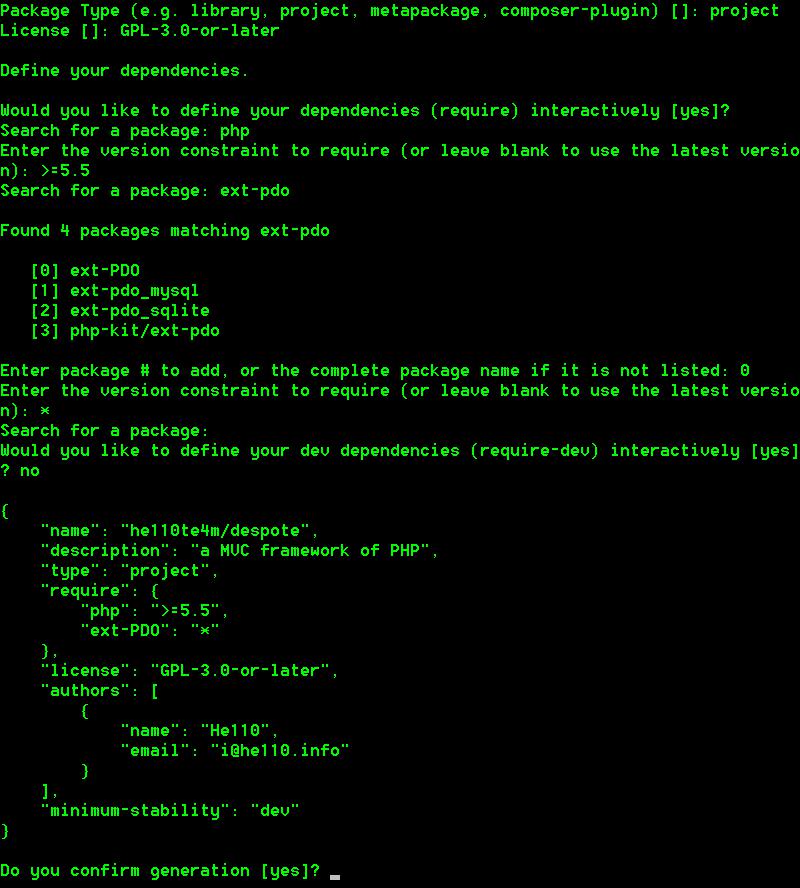 Package Type (e.g. library, project, metapackage, composer-plugin) []: project
License []: GPL-3.0-or-later
Define your dependencies.
Would you like to define your dependencies (require) interactively [yes]?
Search for a package: php
Enter the version constraint to require (or leave blank to use the latest versio
n): >=5.5
Search for a package: ext-pdo
Found 4 packages matching ext-pdo
[0] ext-PDO
[1] ext-pdo_mysql
[2] ext-pdo_sqlite
[3] php-kit/ext-pdo
Enter package # to add, or the complete package name if it is not listed: 0
Enter the version constraint to require (or leave blank to use the latest versio
n): *
Search for a package:
Would you like to define your dev dependencies (require-dev) interactively [yes]
? no
{
"name": "he110te4m/despote",
"description": "a MVC framework of PHP",
"type": "project",
"require": {
"php": ">=5.5",
"ext-PDO": "*"
},
"license": "GPL-3.0-or-later",
"authors": [
{
"name": "He110",
"email": "i@he110.info"
}
],
"minimum-stability": "dev"
}
Do you confirm generation [yes]? _